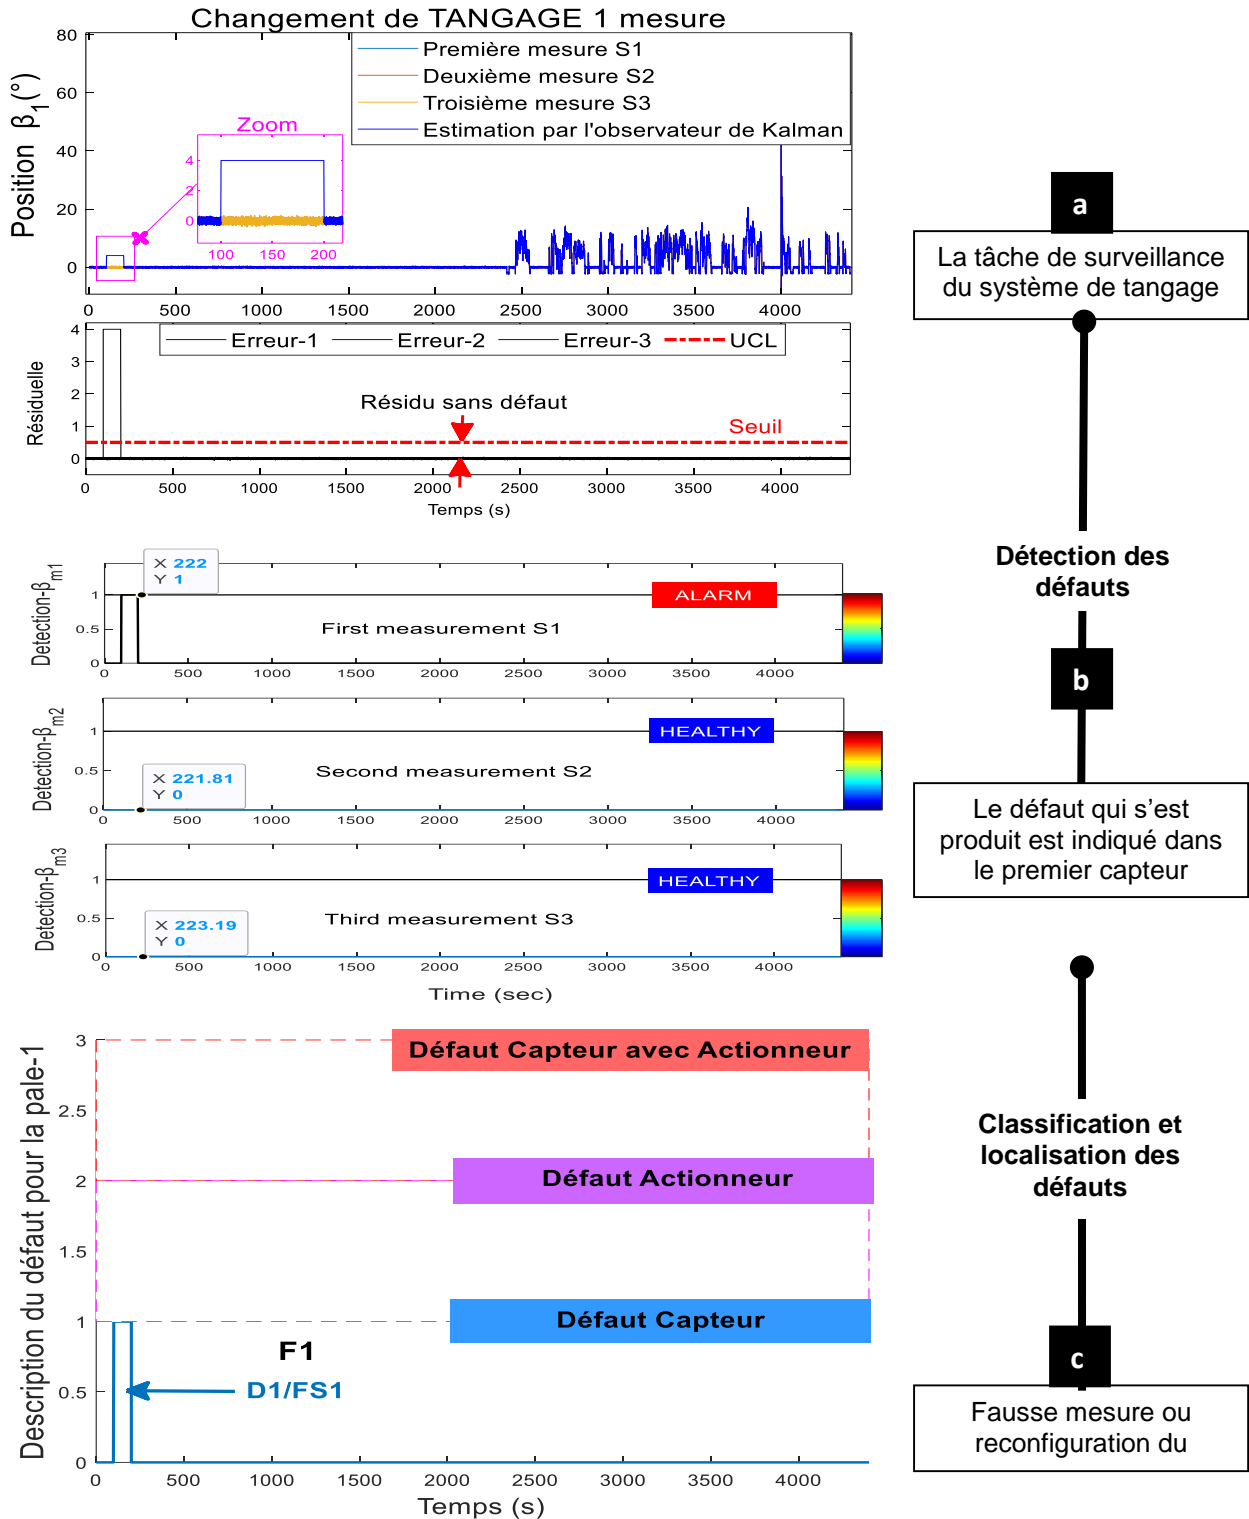 Changement de TANGAGE 1 mesure
Position β1(°)
80
60
40
20
0
Première mesure S1
Deuxième mesure S2
Troisième mesure S3
Estimation par l'observateur de Kalman
Zoom
4
2
0
100 150 200
0 500 1000 1500 2000 2500 3000 3500 4000
Résiduelle
4
3
2
1
0
Erreur-1 Erreur-2 Erreur-3 UCL
Résidu sans défaut
Seuil
0 500 1000 1500 2000 2500 3000 3500 4000
Temps (s)
Detection-βm1
1
0.5
0
X 222
Y 1
ALARM
First measurement S1
0 500 1000 1500 2000 2500 3000 3500 4000
Detection-βm2
1
0.5
0
HEALTHY
Second measurement S2
X 221.81
Y 0
0 500 1000 1500 2000 2500 3000 3500 4000
Detection-βm3
1
0.5
0
HEALTHY
Third measurement S3
X 223.19
Y 0
0 500 1000 1500 2000 2500 3000 3500 4000
Time (sec)
Description du défaut pour la pale-1
3
2.5
2
1.5
1
0.5
0
Défaut Capteur avec Actionneur
Défaut Actionneur
Défaut Capteur
F1
D1/FS1
0 500 1000 1500 2000 2500 3000 3500 4000
Temps (s)
a
La tâche de surveillance
du système de tangage
Détection des
défauts
b
Le défaut qui s’est
produit est indiqué dans
le premier capteur
Classification et
localisation des
défauts
c
Fausse mesure ou
reconfiguration du